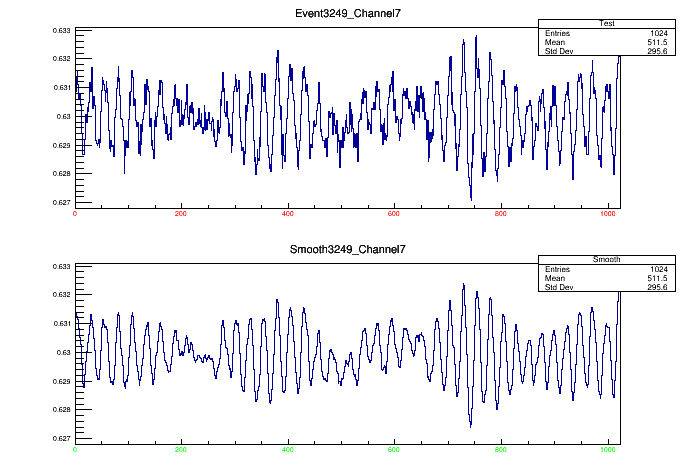 Event3249_Channel7
Test
Entries 1024
Mean 511.5
Std Dev 295.6
0.633
0.632
0.631
0.63
0.629
0.628
0.627
0 200 400 600 800 1000
Smooth3249_Channel7
Smooth
Entries 1024
Mean 511.5
Std Dev 295.6
0.633
0.632
0.631
0.63
0.629
0.628
0.627
0 200 400 600 800 1000